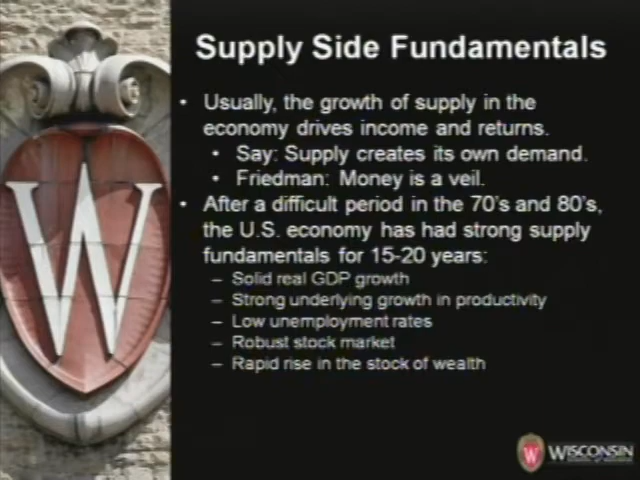 W
Supply Side Fundamentals
• Usually, the growth of supply in the
economy drives income and returns.
• Say: Supply creates its own demand.
• Friedman: Money is a veil.
• After a difficult period in the 70's and 80's,
the U.S. economy has had strong supply
fundamentals for 15-20 years:
– Solid real GDP growth
– Strong underlying growth in productivity
– Low unemployment rates
– Robust stock market
– Rapid rise in the stock of wealth
W WISCONSIN